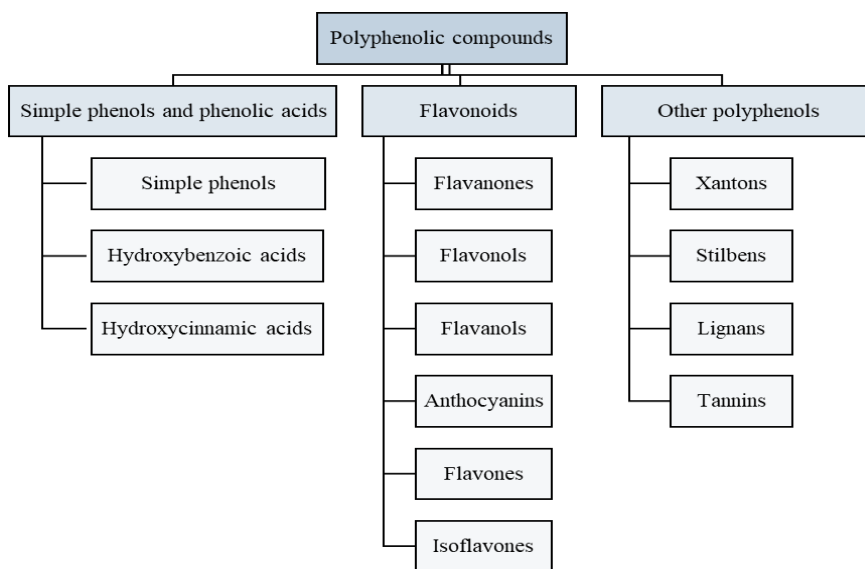 Polyphenolic compounds
Simple phenols and phenolic acids
Simple phenols
Hydroxybenzoic acids
Hydroxycinnamic acids
Flavonoids
Flavanones
Flavonols
Flavanols
Anthocyanins
Flavones
Isoflavones
Other polyphenols
Xantons
Stilbens
Lignans
Tannins